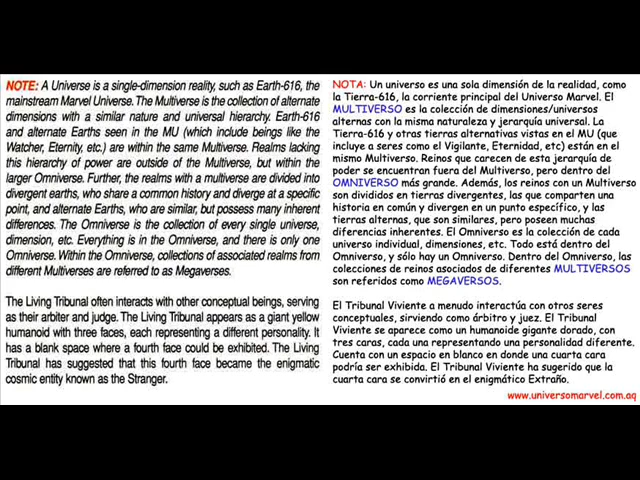 NOTE: A Universe is a single-dimension reality, such as Earth-616, the
mainstream Marvel Universe. The Multiverse is the collection of alternate
dimensions with a similar nature and universal hierarchy. Earth-616
and alternate Earths seen in the MU (which include beings like the
Watcher, Eternity, etc.) are within the same Multiverse. Realms lacking
this hierarchy of power are outside of the Multiverse, but within the
larger Omniverse. Further, the realms with a multiverse are divided into
divergent earths, who share a common history and diverge at a specific
point, and alternate Earths, who are similar, but possess many inherent
differences. The Omniverse is the collection of every single universe,
dimension, etc. Everything is in the Omniverse, and there is only one
Omniverse. Within the Omniverse, collections of associated realms from
different Multiverses are referred to as Megaverses.
The Living Tribunal often interacts with other conceptual beings, serving
as their arbiter and judge. The Living Tribunal appears as a giant yellow
humanoid with three faces, each representing a different personality. It
has a blank space where a fourth face could be exhibited. The Living
Tribunal has suggested that this fourth face became the enigmatic
cosmic entity known as the Stranger.
NOTA: Un universo es una sola dimensión de la realidad, como
la Tierra-616, la corriente principal del Universo Marvel. El
MULTIVERSO es la colección de dimensiones/universos
alternas con la misma naturaleza y jerarquía universal. La
Tierra-616 y otras tierras alternativas vistas en el MU (que
incluye a seres como el Vigilante, Eternidad, etc) están en el
mismo Multiverso. Reinos que carecen de esta jerarquía de
poder se encuentran fuera del Multiverso, pero dentro del
OMNIVERSO más grande. Además, los reinos con un Multiverso
son divididos en tierras divergentes, las que comparten una
historia en común y divergen en un punto específico, y las
tierras alternas, que son similares, pero poseen muchas
diferencias inherentes. El Omniverso es la colección de cada
universo individual, dimensiones, etc. Todo está dentro del
Omniverso, y sólo hay un Omniverso. Dentro del Omniverso, las
colecciones de reinos asociados de diferentes MULTIVERSOS
son referidos como MEGAVERSOS.
El Tribunal Viviente a menudo interactúa con otros seres
conceptuales, sirviendo como árbitro y juez. El Tribunal
Viviente se aparece como un humanoide gigante dorado, con
tres caras, cada una representando una personalidad diferente.
Cuenta con un espacio en blanco en donde una cuarta cara
podría ser exhibida. El Tribunal Viviente ha sugerido que la
cuarta cara se convirtió en el enigmático Extraño.
www.universomarvel.com.aq